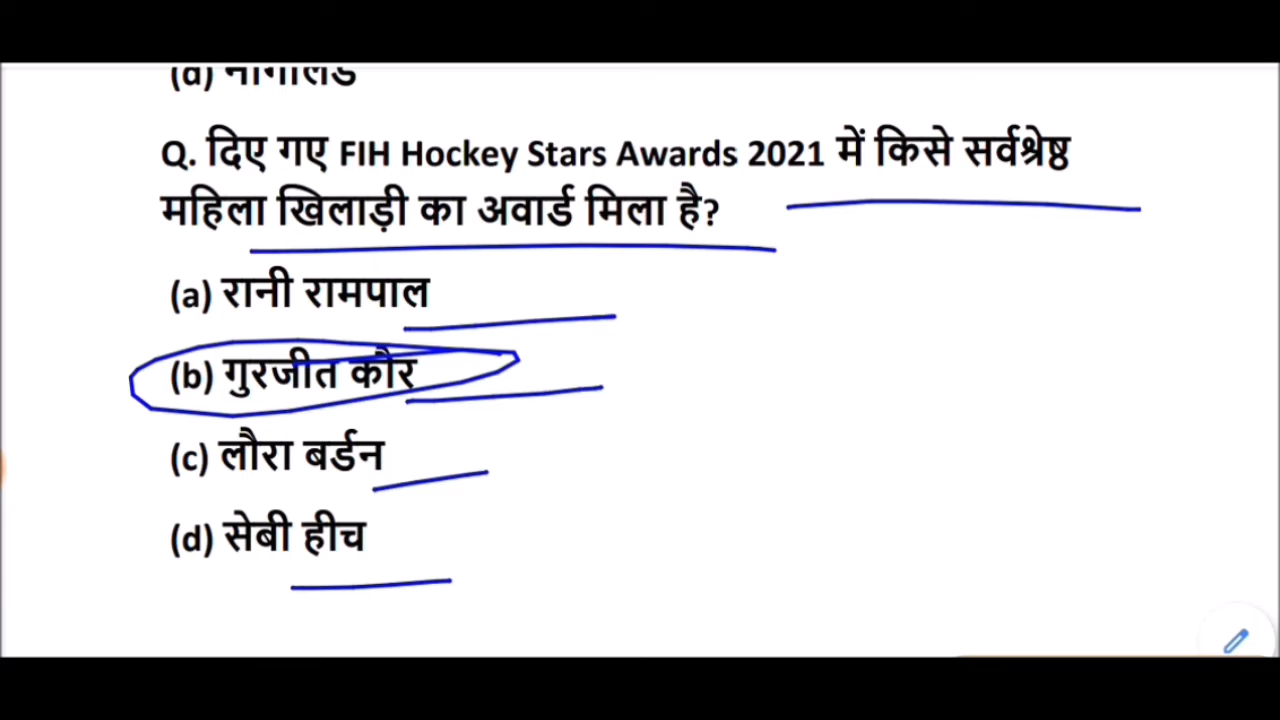 (d) नागालैंड
Q. दिए गए FIH Hockey Stars Awards 2021 में किसे सर्वश्रेष्ठ
महिला खिलाड़ी का अवार्ड मिला है?
(a) रानी रामपाल
(b) गुरजीत कौर
(c) लौरा बर्डन
(d) सेबी हीच